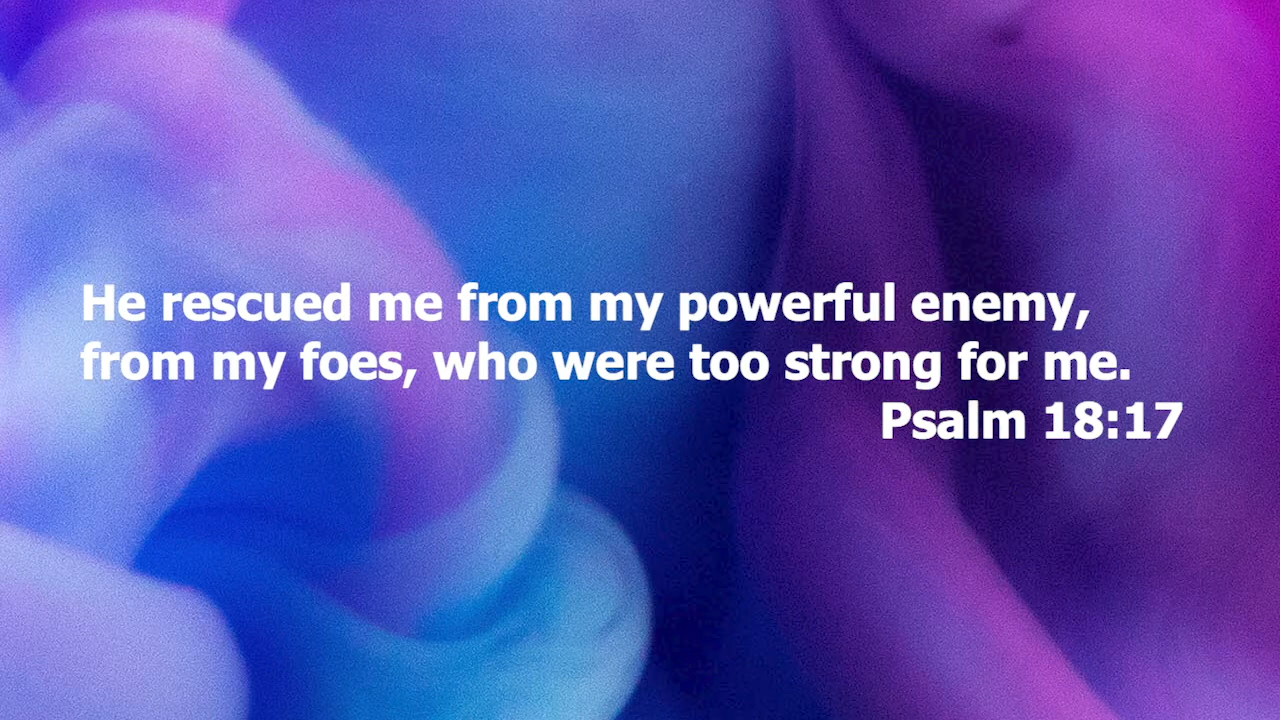 He rescued me from my powerful enemy,
from my foes, who were too strong for me.
Psalm 18:17